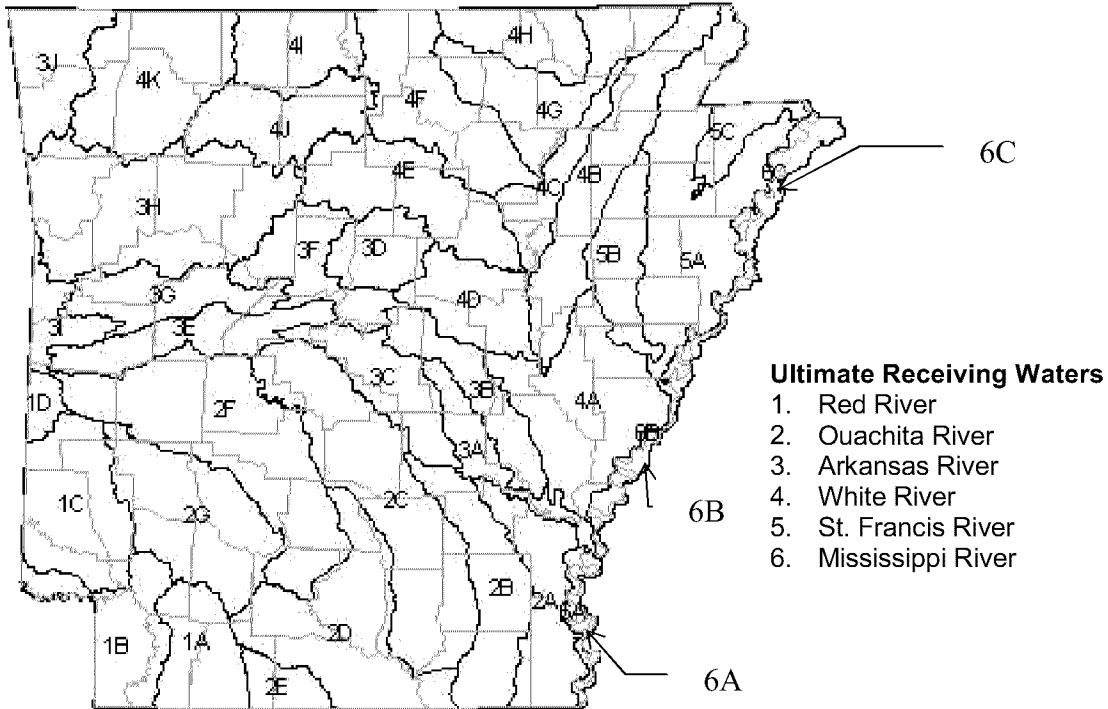 4H
4I
3J
4K
4F
4G
4J
5C
6C
4E
6C
4C
4B
3H
3F
3D
5B
5A
3G
4D
3I
3E
3C
3B
Ultimate Receiving Waters
1D
2F
4A
1. Red River
2. Ouachita River
6B
3A
3. Arkansas River
1C
2G
2C
4. White River
6B
5. St. Francis River
6. Mississippi River
2B
2A
6A
1B
1A
2D
6A
2E